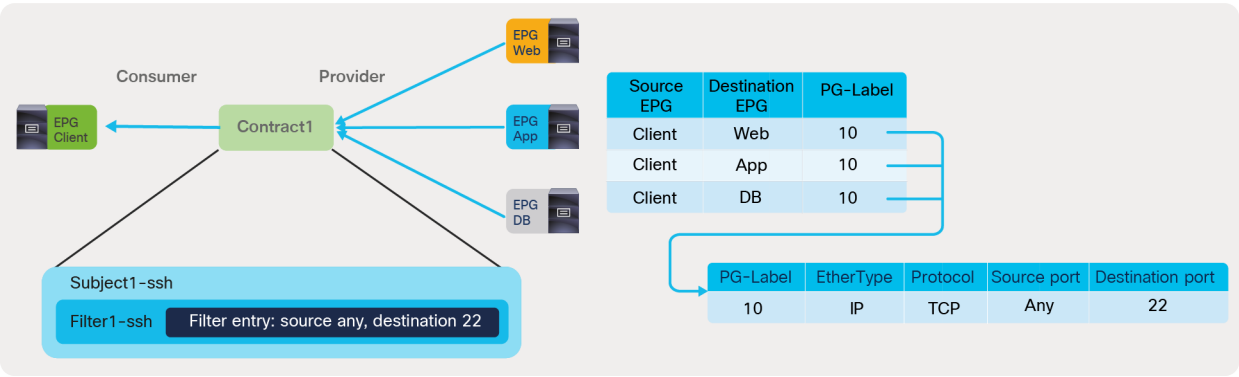 EPG
Web
Consumer
Provider
EPG
Client
Contract1
EPG
App
EPG
DB
Subject1-ssh
Filter1-ssh
Filter entry: source any, destination 22
Source EPG Destination EPG PG-Label
Client Web 10
Client App 10
Client DB 10
PG-Label EtherType Protocol Source port Destination port
10 IP TCP Any 22